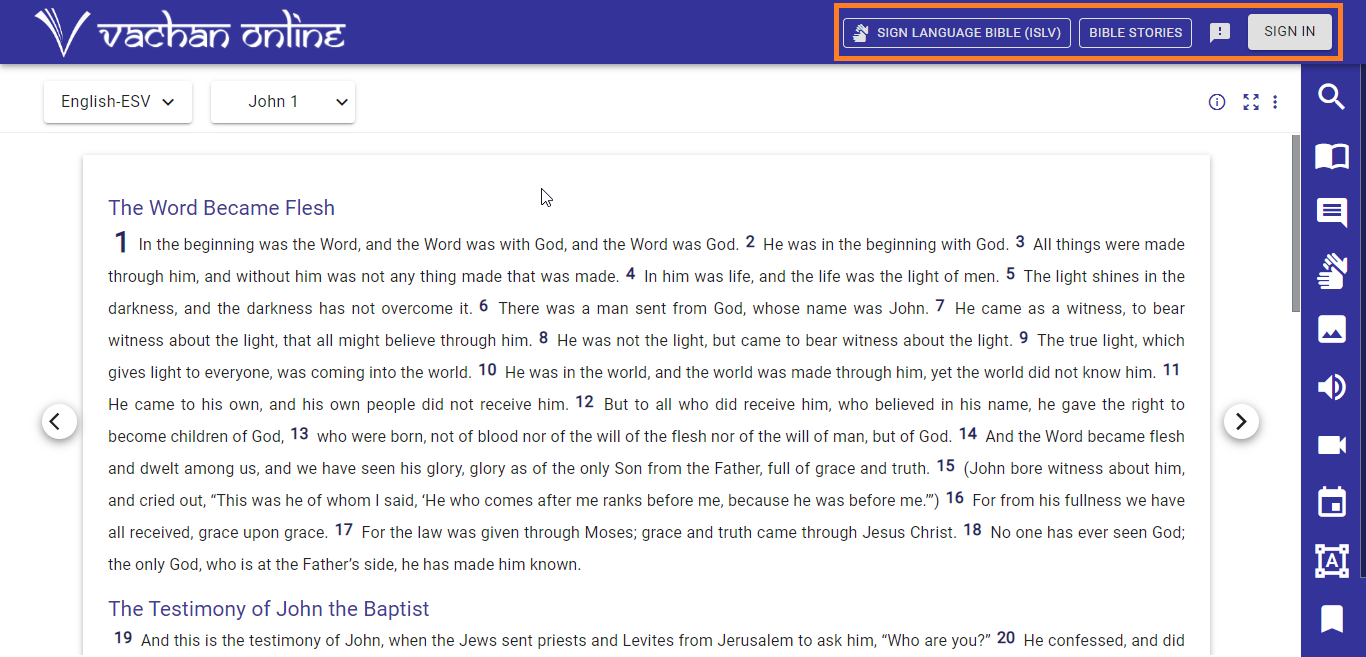 vachan online
SIGN LANGUAGE BIBLE (ISLV) BIBLE STORIES SIGN IN
English-ESV John 1
The Word Became Flesh
1 In the beginning was the Word, and the Word was with God, and the Word was God. 2 He was in the beginning with God. 3 All things were made
through him, and without him was not any thing made that was made. 4 In him was life, and the life was the light of men. 5 The light shines in the
darkness, and the darkness has not overcome it. 6 There was a man sent from God, whose name was John. 7 He came as a witness, to bear
witness about the light, that all might believe through him. 8 He was not the light, but came to bear witness about the light. 9 The true light, which
gives light to everyone, was coming into the world. 10 He was in the world, and the world was made through him, yet the world did not know him. 11
He came to his own, and his own people did not receive him. 12 But to all who did receive him, who believed in his name, he gave the right to
become children of God, 13 who were born, not of blood nor of the will of the flesh nor of the will of man, but of God. 14 And the Word became flesh
and dwelt among us, and we have seen his glory, glory as of the only Son from the Father, full of grace and truth. 15 (John bore witness about him,
and cried out, “This was he of whom I said, ‘He who comes after me ranks before me, because he was before me.’”) 16 For from his fullness we have
all received, grace upon grace. 17 For the law was given through Moses; grace and truth came through Jesus Christ. 18 No one has ever seen God;
the only God, who is at the Father’s side, he has made him known.
The Testimony of John the Baptist
19 And this is the testimony of John, when the Jews sent priests and Levites from Jerusalem to ask him, “Who are you?” 20 He confessed, and did
A